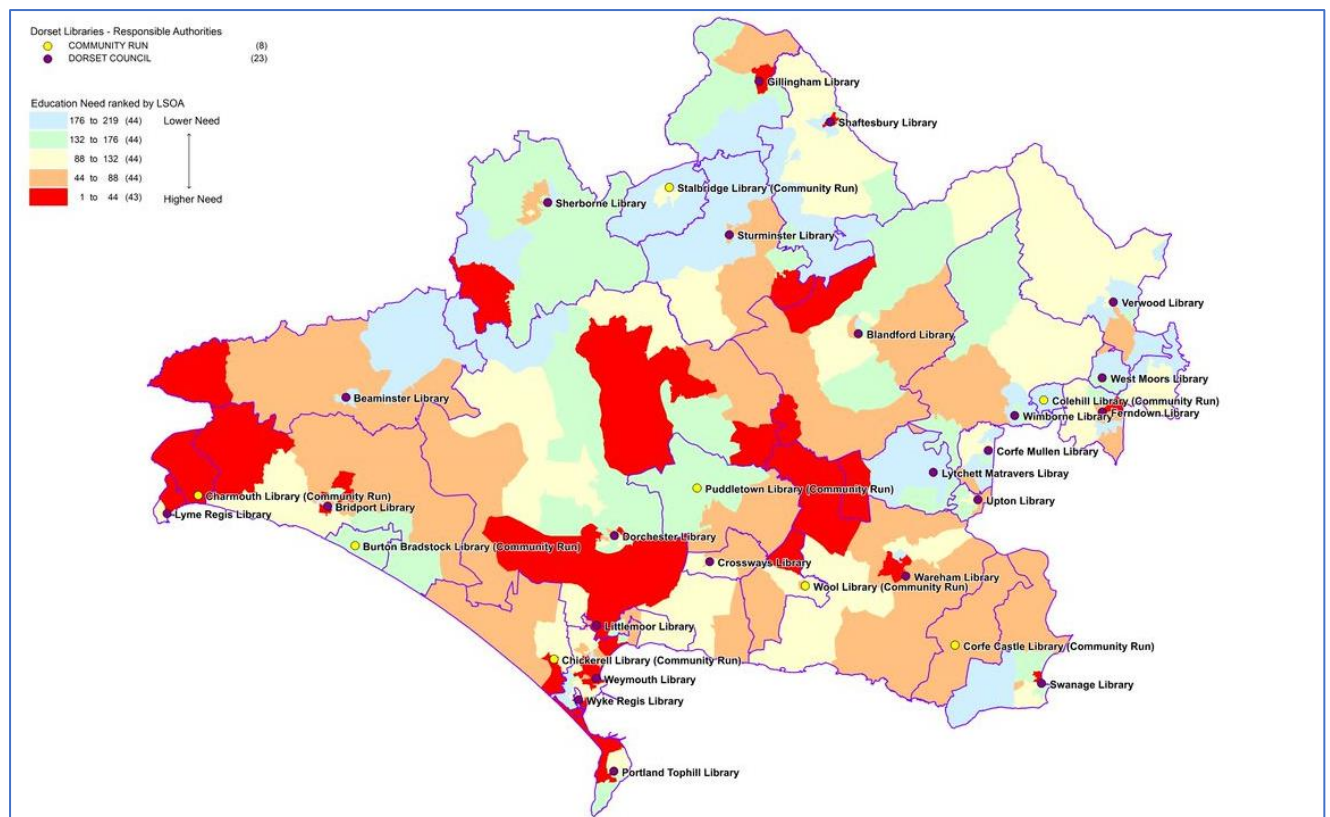 Dorset Libraries - Responsible Authorities
COMMUNITY RUN (8)
DORSET COUNCIL (23)
Education Need ranked by LSOA
176 to 219 (44) Lower Need
132 to 176 (44)
88 to 132 (44)
44 to 88 (44)
1 to 44 (43) Higher Need
Gillingham Library
Shaftesbury Library
Stalbridge Library (Community Run)
Sherborne Library
Sturminster Library
Verwood Library
Blandford Library
West Moors Library
Beaminster Library
Colehill Library (Community Run)
Wimborne Library
Ferndown Library
Corfe Mullen Library
Lytchett Matravers Libray
Puddletown Library (Community Run)
Charmouth Library (Community Run)
Upton Library
Bridport Library
Lyme Regis Library
Dorchester Library
Burton Bradstock Library (Community Run)
Crossways Library
Wareham Library
Wool Library (Community Run)
Littlemoor Library
Corfe Castle Library (Community Run)
Chickerell Library (Community Run)
Weymouth Library
Swanage Library
Wyke Regis Library
Portland Tophill Library